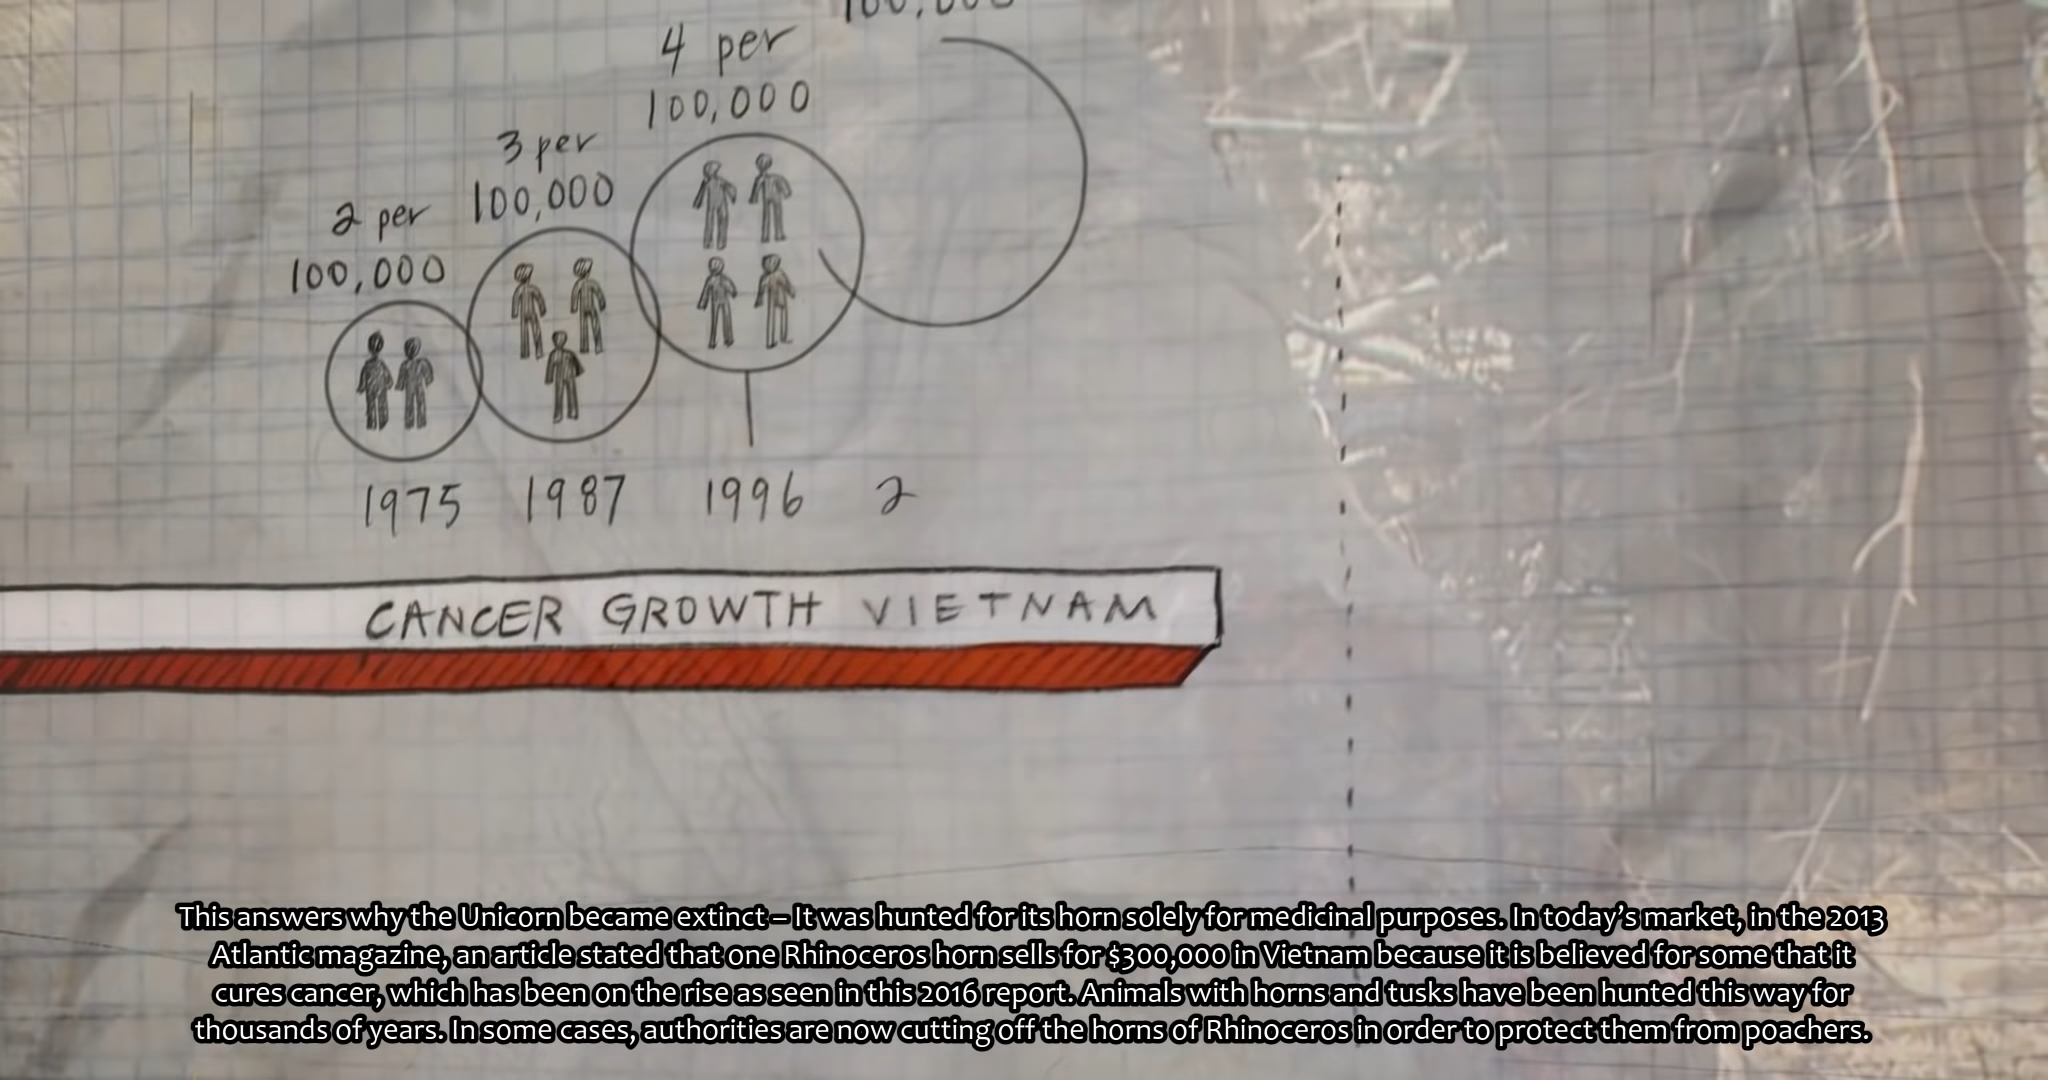 4 per
100,000
3 per
100,000
2 per
100,000
1975 1987 1996 2
CANCER GROWTH VIETNAM
This answers why the Unicorn became extinct – It was hunted for its horn solely for medicinal purposes. In today's market, in the 2013
Atlantic magazine, an article stated that one Rhinoceros horn sells for $300,000 in Vietnam because it is believed for some that it
cures cancer, which has been on the rise as seen in this 2016 report. Animals with horns and tusks have been hunted this way for
thousands of years. In some cases, authorities are now cutting off the horns of Rhinoceros in order to protect them from poachers.